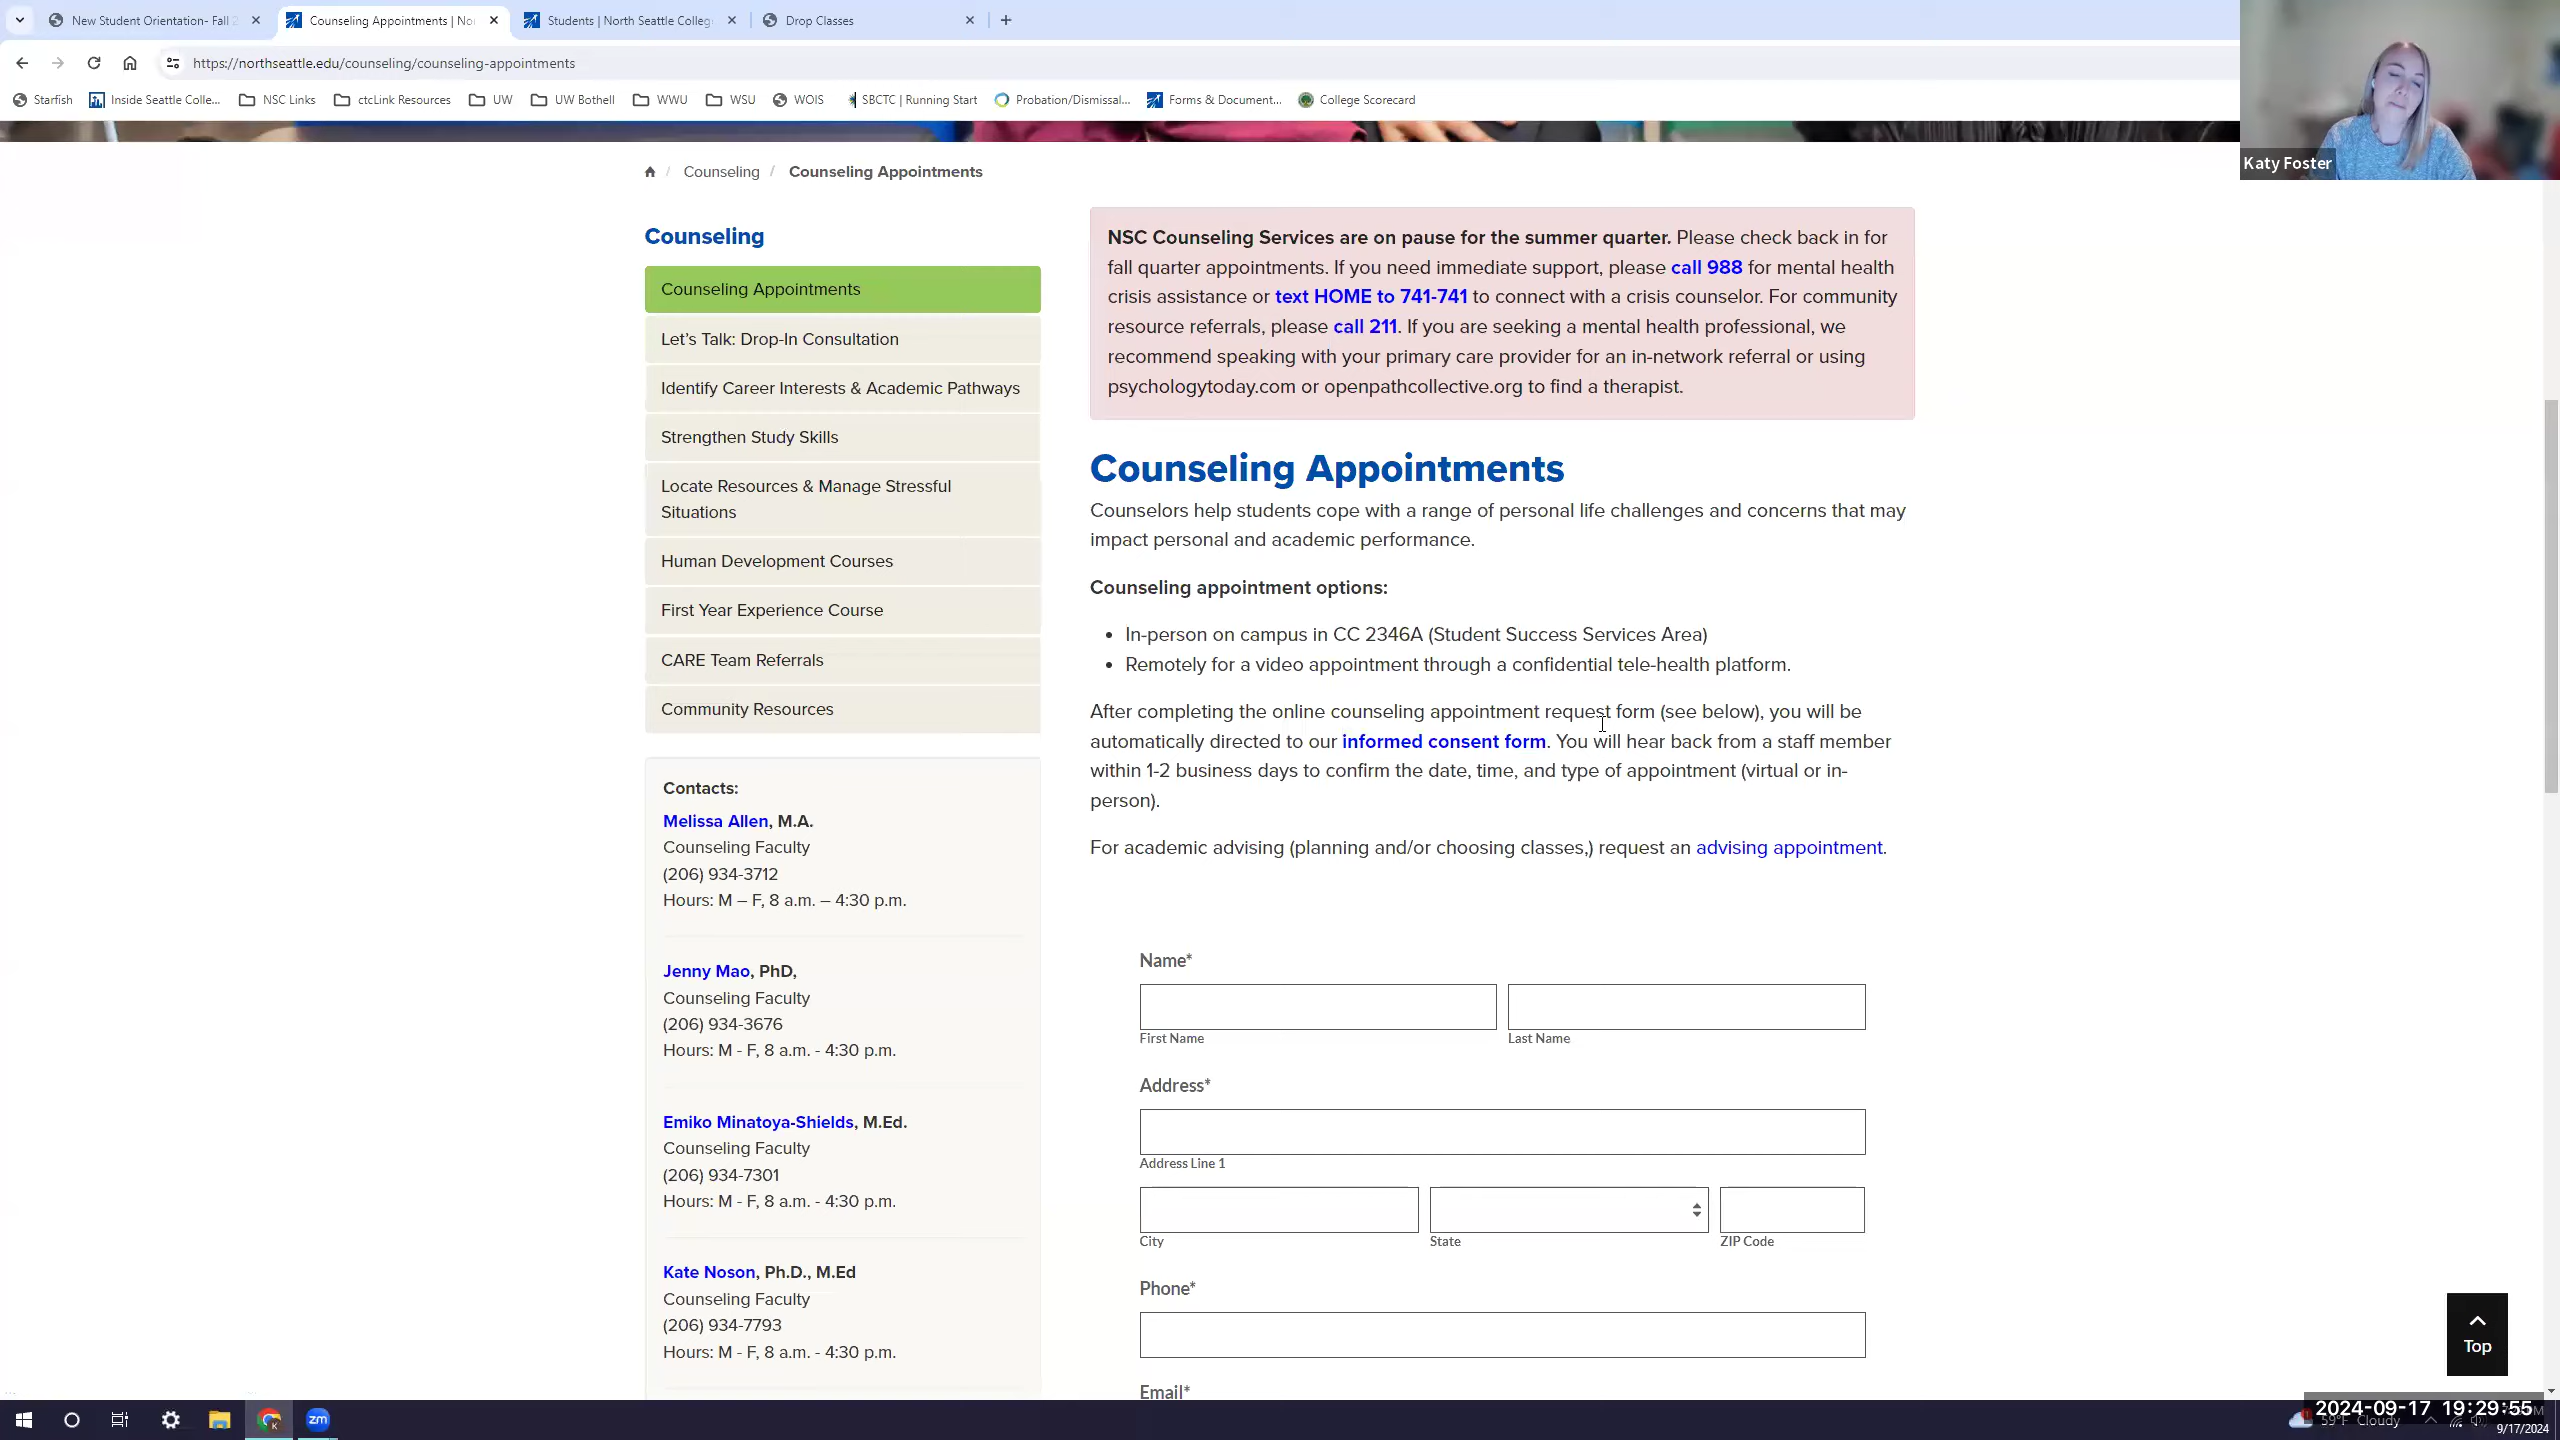 New Student Orientation- Fall 2
Counseling Appointments | No
Students | North Seattle Colleg
Drop Classes
https://northseattle.edu/counseling/counseling-appointments
Starfish
Inside Seattle Colle...
NSC Links
ctcLink Resources
UW
UW Bothell
WWU
WSU
WOIS
SBCTC | Running Start
Probation/Dismissal...
Forms & Document...
College Scorecard
Katy Foster
/ Counseling / Counseling Appointments
Counseling
Counseling Appointments
Let's Talk: Drop-In Consultation
Identify Career Interests & Academic Pathways
Strengthen Study Skills
Locate Resources & Manage Stressful
Situations
Human Development Courses
First Year Experience Course
CARE Team Referrals
Community Resources
Contacts:
Melissa Allen, M.A.
Counseling Faculty
(206) 934-3712
Hours: M – F, 8 a.m. – 4:30 p.m.
Jenny Mao, PhD,
Counseling Faculty
(206) 934-3676
Hours: M - F, 8 a.m. - 4:30 p.m.
Emiko Minatoya-Shields, M.Ed.
Counseling Faculty
(206) 934-7301
Hours: M - F, 8 a.m. - 4:30 p.m.
Kate Noson, Ph.D., M.Ed
Counseling Faculty
(206) 934-7793
Hours: M - F, 8 a.m. - 4:30 p.m.
NSC Counseling Services are on pause for the summer quarter. Please check back in for
fall quarter appointments. If you need immediate support, please call 988 for mental health
crisis assistance or text HOME to 741-741 to connect with a crisis counselor. For community
resource referrals, please call 211. If you are seeking a mental health professional, we
recommend speaking with your primary care provider for an in-network referral or using
psychologytoday.com or openpathcollective.org to find a therapist.
Counseling Appointments
Counselors help students cope with a range of personal life challenges and concerns that may
impact personal and academic performance.
Counseling appointment options:
• In-person on campus in CC 2346A (Student Success Services Area)
• Remotely for a video appointment through a confidential tele-health platform.
After completing the online counseling appointment request form (see below), you will be
automatically directed to our informed consent form. You will hear back from a staff member
within 1-2 business days to confirm the date, time, and type of appointment (virtual or in-
person).
For academic advising (planning and/or choosing classes,) request an advising appointment.
Name*
First Name
Last Name
Address*
Address Line 1
City
State
ZIP Code
Phone*
Email*
Top
zm
59°F Cloudy
2024-09-17 19:29:55
9/17/2024